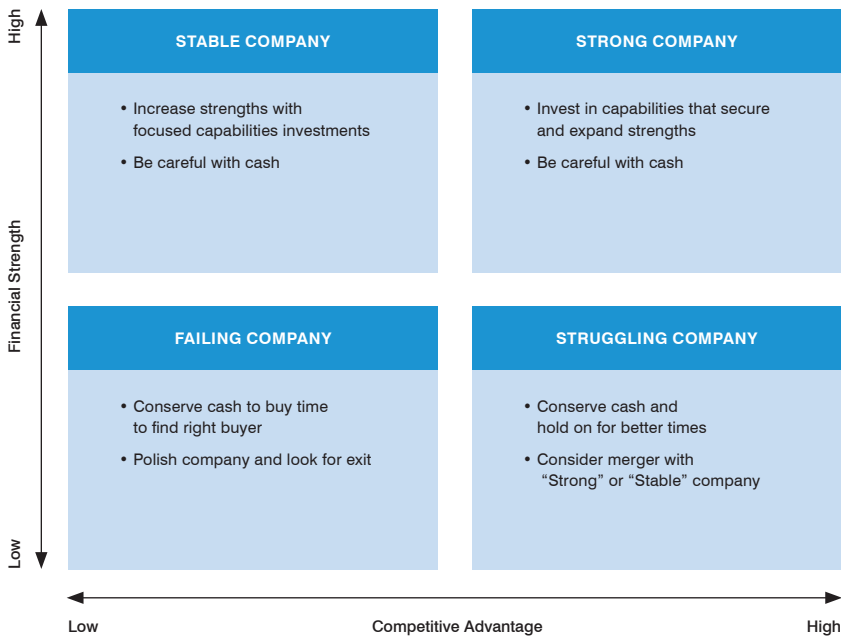 High
Financial Strength
Low
STABLE COMPANY
• Increase strengths with
focused capabilities investments
• Be careful with cash
STRONG COMPANY
• Invest in capabilities that secure
and expand strengths
• Be careful with cash
FAILING COMPANY
• Conserve cash to buy time
to find right buyer
• Polish company and look for exit
STRUGGLING COMPANY
• Conserve cash and
hold on for better times
• Consider merger with
“Strong” or “Stable” company
Low
Competitive Advantage
High